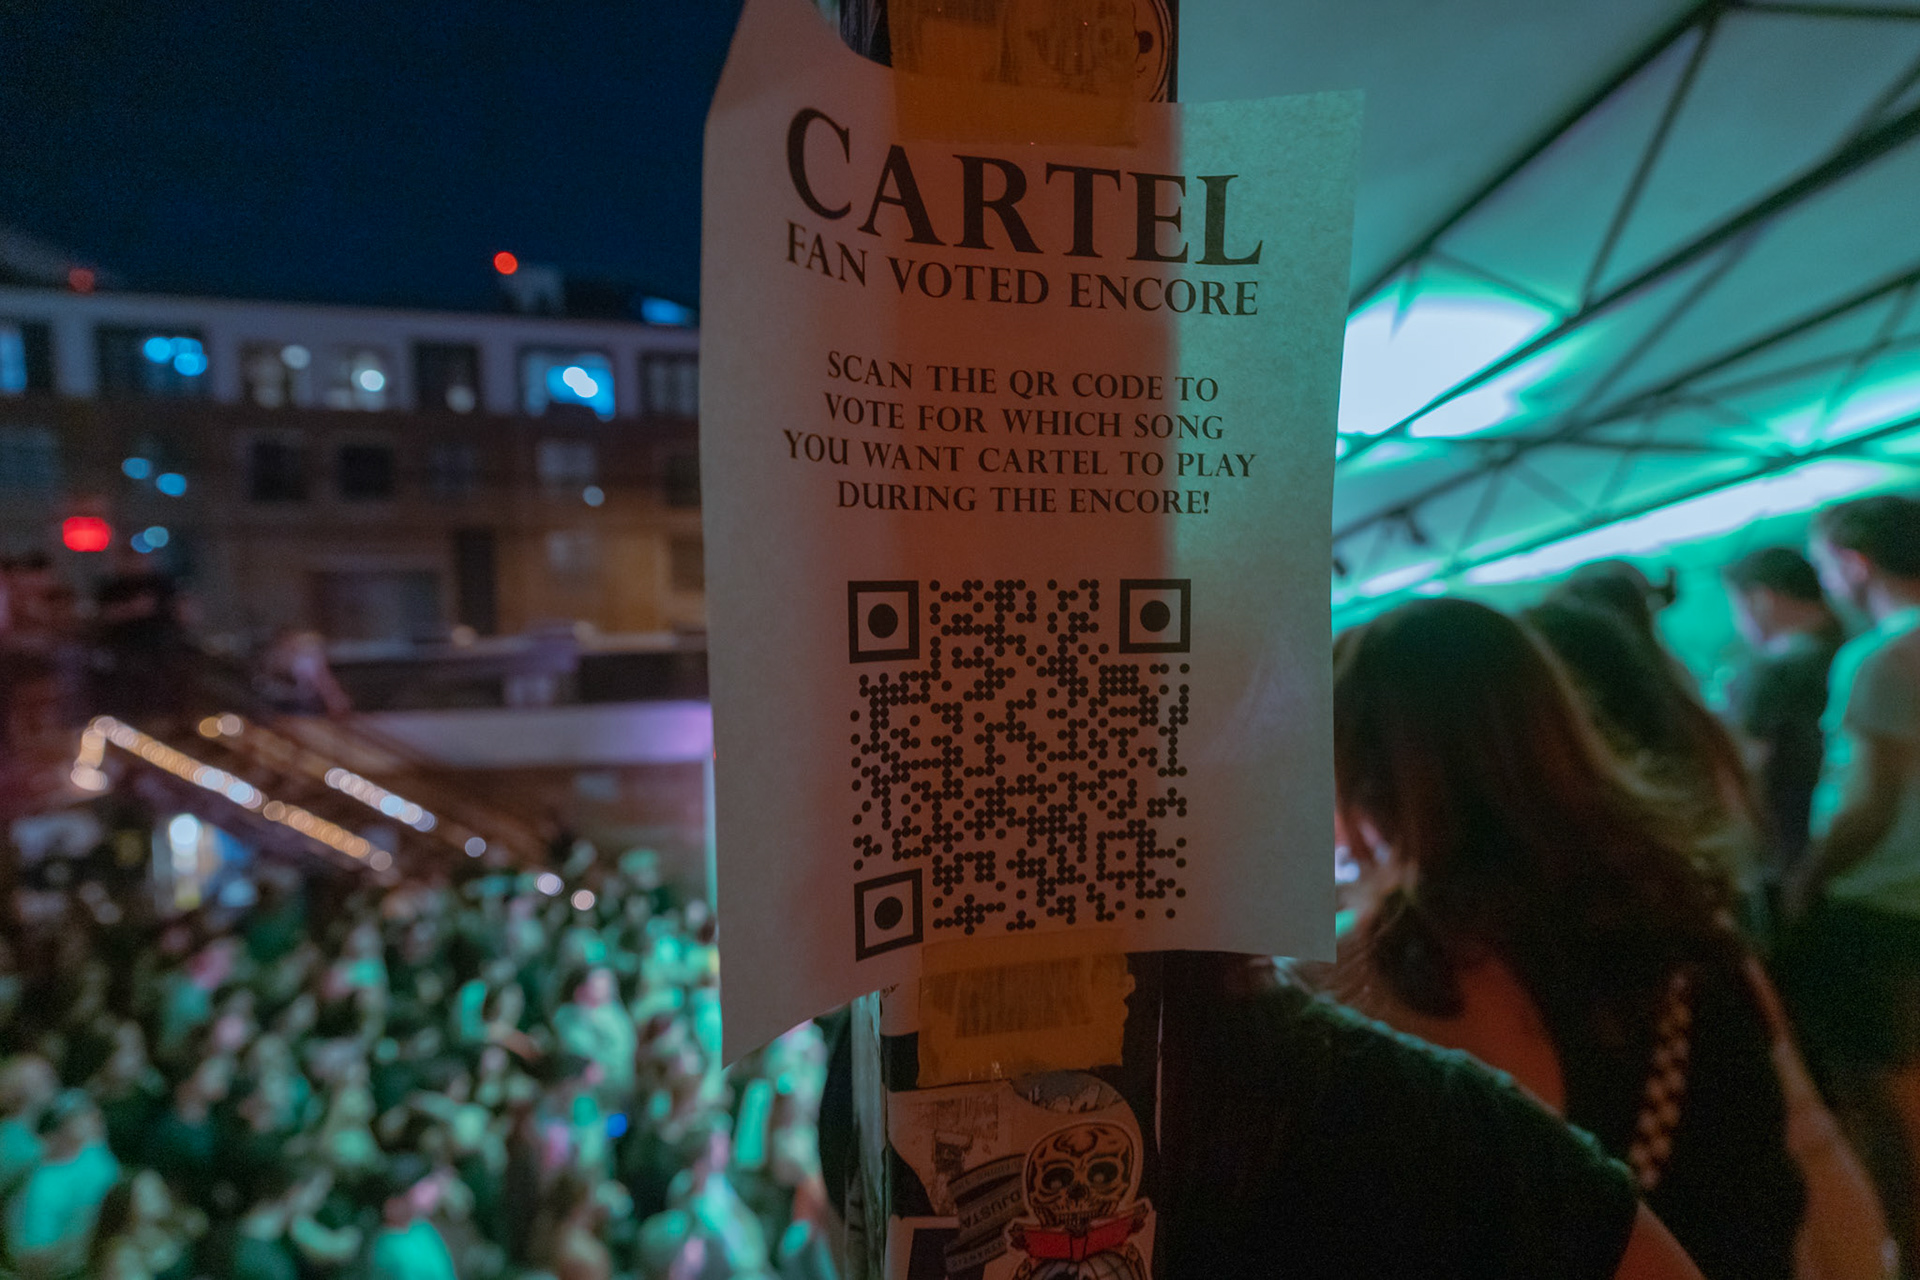 CARTEL
FAN VOTED ENCORE
SCAN THE QR CODE TO
VOTE FOR WHICH SONG
YOU WANT CARTEL TO PLAY
DURING THE ENCORE!